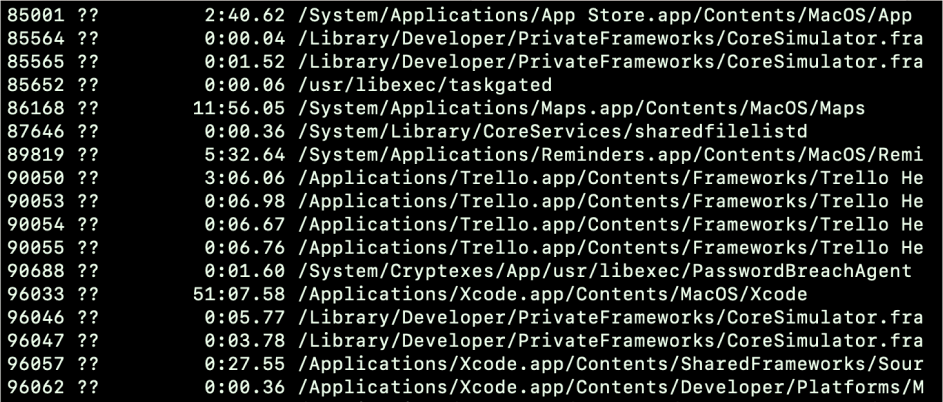 85001 ??         2:40.62 /System/Applications/App Store.app/Contents/MacOS/App
85564 ??         0:00.04 /Library/Developer/PrivateFrameworks/CoreSimulator.fra
85565 ??         0:01.52 /Library/Developer/PrivateFrameworks/CoreSimulator.fra
85652 ??         0:00.06 /usr/libexec/taskgated
86168 ??        11:56.05 /System/Applications/Maps.app/Contents/MacOS/Maps
87646 ??         0:00.36 /System/Library/CoreServices/sharedfilelistd
89819 ??         5:32.64 /System/Applications/Reminders.app/Contents/MacOS/Remi
90050 ??         3:06.06 /Applications/Trello.app/Contents/Frameworks/Trello He
90053 ??         0:06.98 /Applications/Trello.app/Contents/Frameworks/Trello He
90054 ??         0:06.67 /Applications/Trello.app/Contents/Frameworks/Trello He
90055 ??         0:06.76 /Applications/Trello.app/Contents/Frameworks/Trello He
90688 ??         0:01.60 /System/Cryptexes/App/usr/libexec/PasswordBreachAgent
96033 ??        51:07.58 /Applications/Xcode.app/Contents/MacOS/Xcode
96046 ??         0:05.77 /Library/Developer/PrivateFrameworks/CoreSimulator.fra
96047 ??         0:03.78 /Library/Developer/PrivateFrameworks/CoreSimulator.fra
96057 ??         0:27.55 /Applications/Xcode.app/Contents/SharedFrameworks/Sour
96062 ??         0:00.36 /Applications/Xcode.app/Contents/Developer/Platforms/M